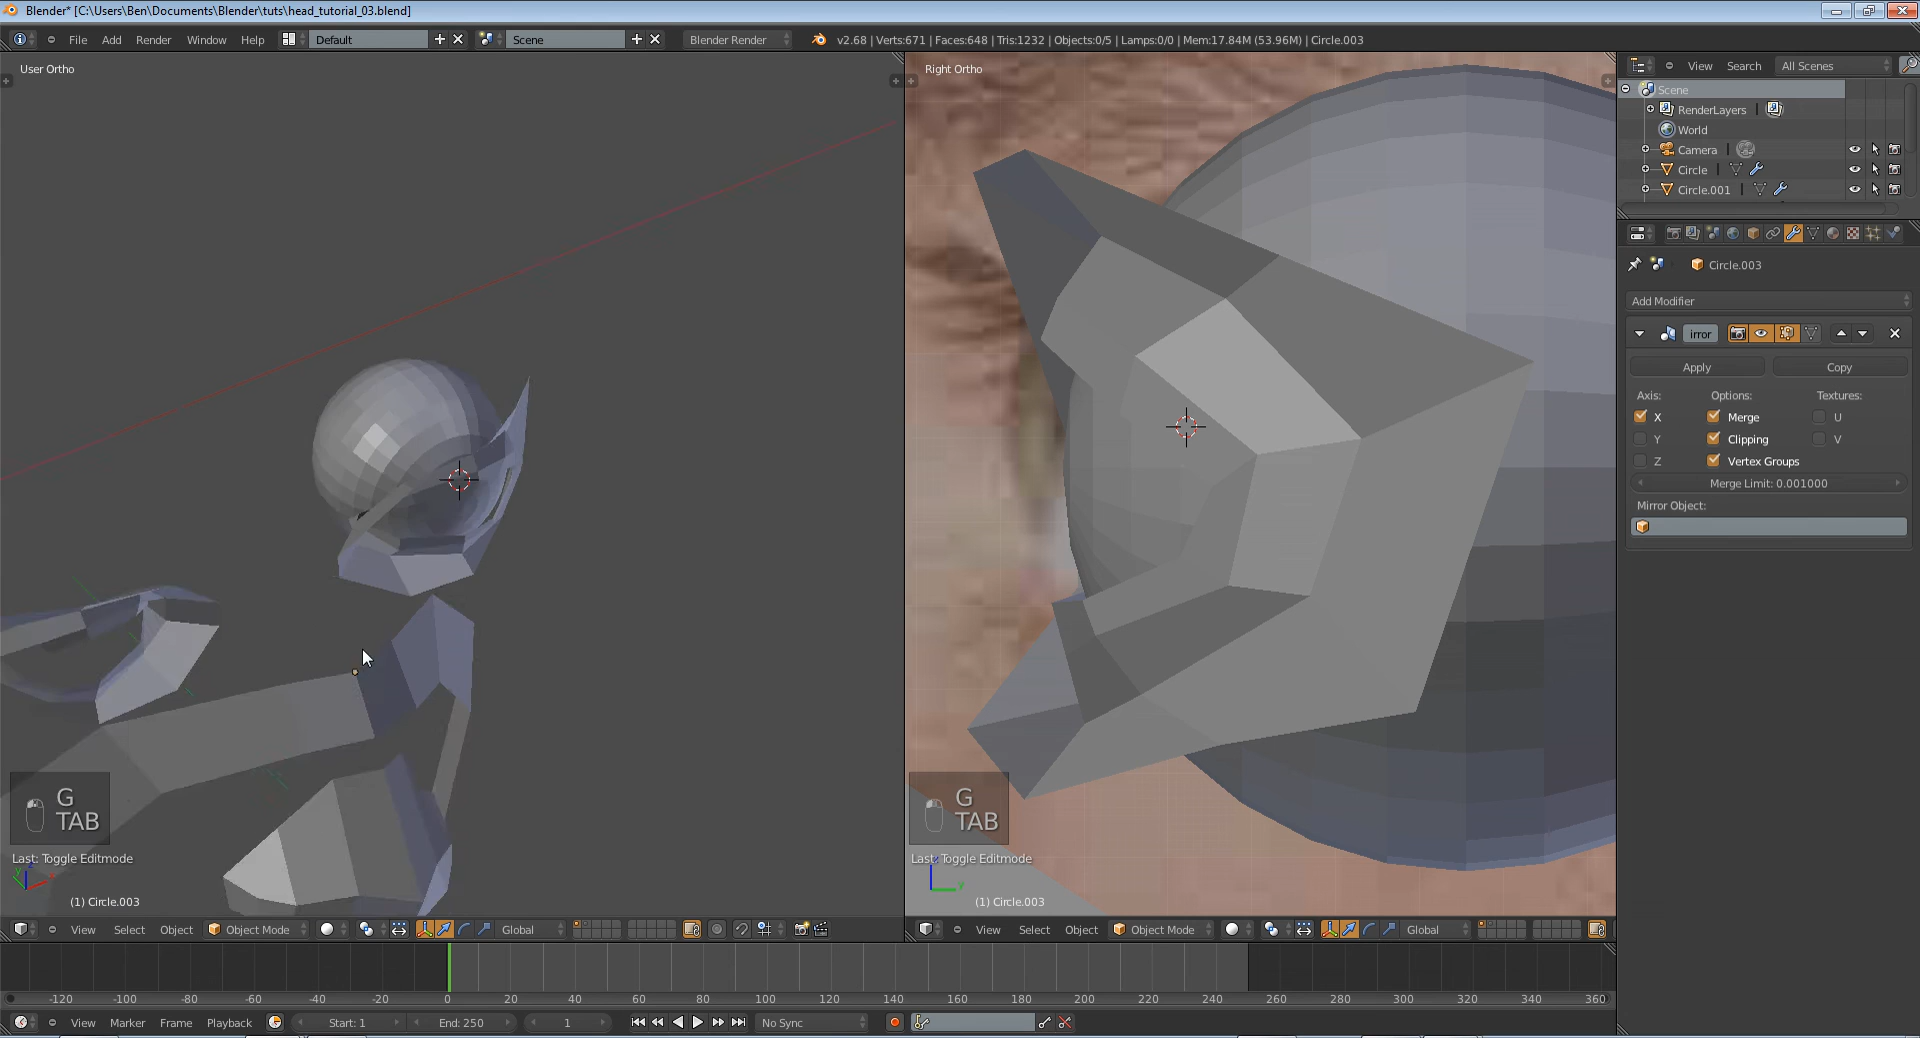 Blender* [C:\Users\Ben\Documents\Blender\tuts\head_tutorial_03.blend]
File Add Render Window Help Default Scene Blender Render v2.68 | Verts:671 | Faces:648 | Tris:1232 | Objects:0/5 | Lamps:0/0 | Mem:17.84M (53.96M) | Circle.003
User Ortho
Right Ortho
View Search All Scenes
Scene
RenderLayers
World
Camera
Circle
Circle.001
Circle.003
Add Modifier
irror
Apply Copy
Axis: Options: Textures:
X Merge U
Y Clipping V
Z Vertex Groups
Merge Limit: 0.001000
Mirror Object:
G
TAB
Last: Toggle Editmode
(1) Circle.003
G
TAB
Last: Toggle Editmode
(1) Circle.003
View Select Object Object Mode Global
View Select Object Object Mode Global
-120 -100 -80 -60 -40 -20 0 20 40 60 80 100 120 140 160 180 200 220 240 260 280 300 320 340 360
View Marker Frame Playback Start: 1 End: 250 1 No Sync